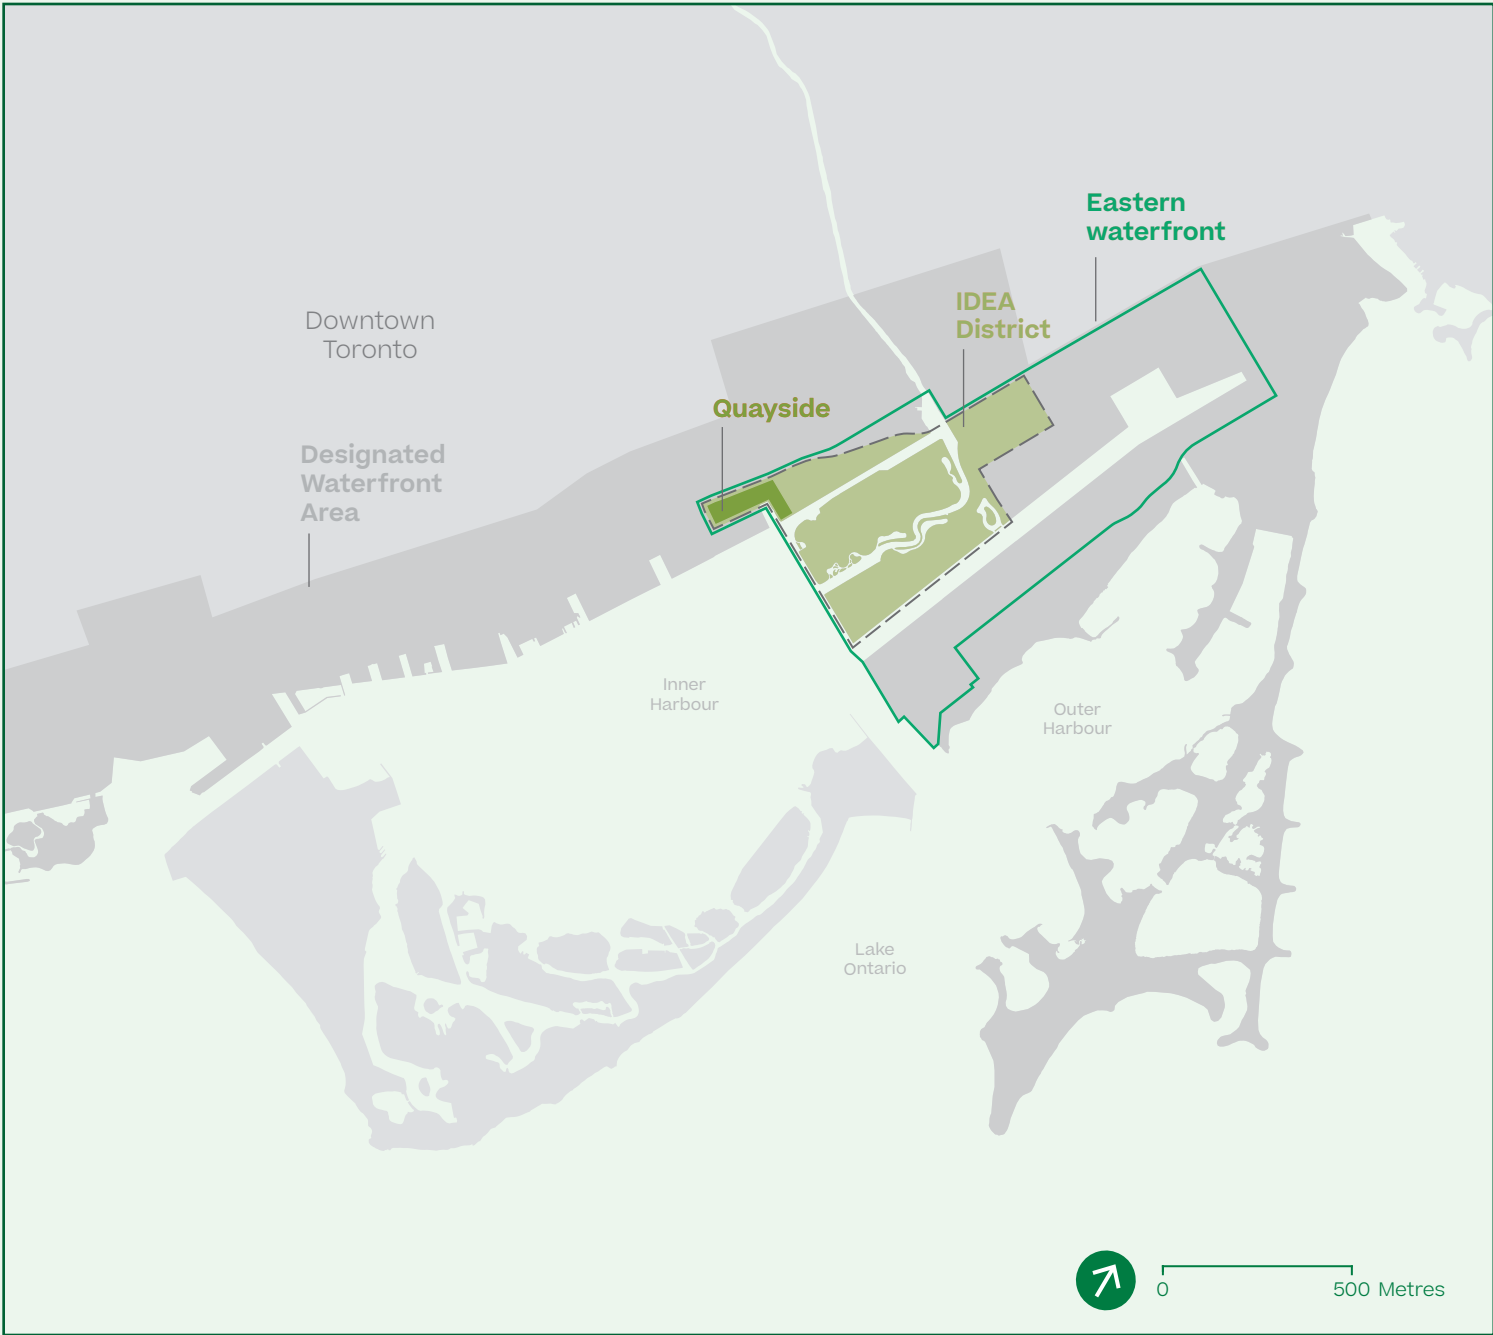 Eastern
waterfront
IDEA
District
Downtown
Toronto
Quayside
Designated
Waterfront
Area
Inner
Harbour
Outer
Harbour
Lake
Ontario
0
500 Metres